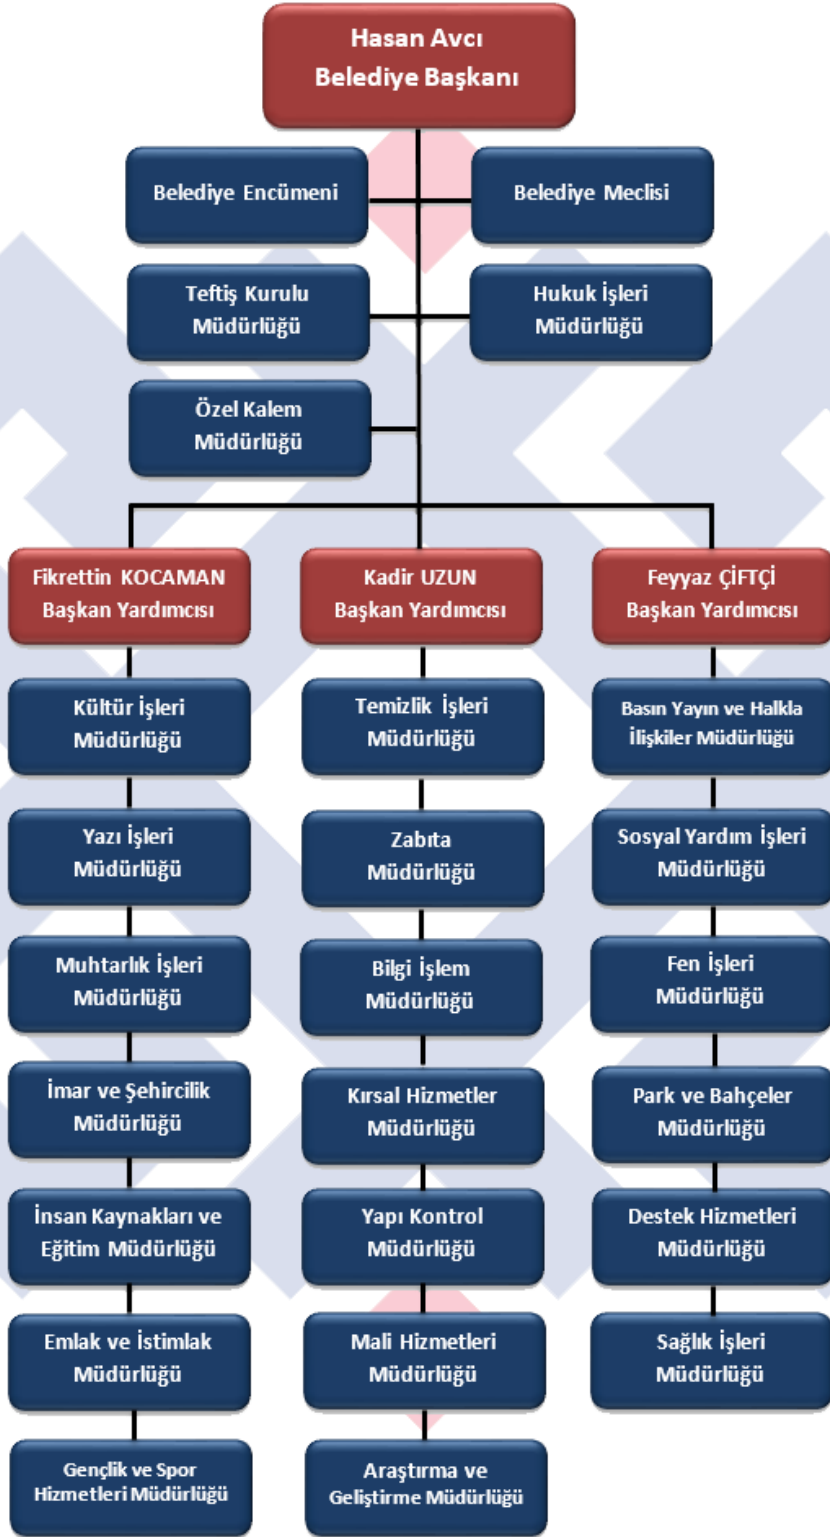 Hasan Avcı
Belediye Başkanı
Belediye Encümeni
Belediye Meclisi
Teftiş Kurulu
Müdürlüğü
Hukuk İşleri
Müdürlüğü
Özel Kalem
Müdürlüğü
Fikrettin KOCAMAN
Başkan Yardımcısı
Kadir UZUN
Başkan Yardımcısı
Feyyaz ÇİFTÇİ
Başkan Yardımcısı
Kültür İşleri
Müdürlüğü
Temizlik İşleri
Müdürlüğü
Basın Yayın ve Halkla
İlişkiler Müdürlüğü
Yazı İşleri
Müdürlüğü
Zabıta
Müdürlüğü
Sosyal Yardım İşleri
Müdürlüğü
Muhtarlık İşleri
Müdürlüğü
Bilgi İşlem
Müdürlüğü
Fen İşleri
Müdürlüğü
İmar ve Şehircilik
Müdürlüğü
Kırsal Hizmetler
Müdürlüğü
Park ve Bahçeler
Müdürlüğü
İnsan Kaynakları ve
Eğitim Müdürlüğü
Yapı Kontrol
Müdürlüğü
Destek Hizmetleri
Müdürlüğü
Emlak ve İstimlak
Müdürlüğü
Mali Hizmetleri
Müdürlüğü
Sağlık İşleri
Müdürlüğü
Gençlik ve Spor
Hizmetleri Müdürlüğü
Araştırma ve
Geliştirme Müdürlüğü